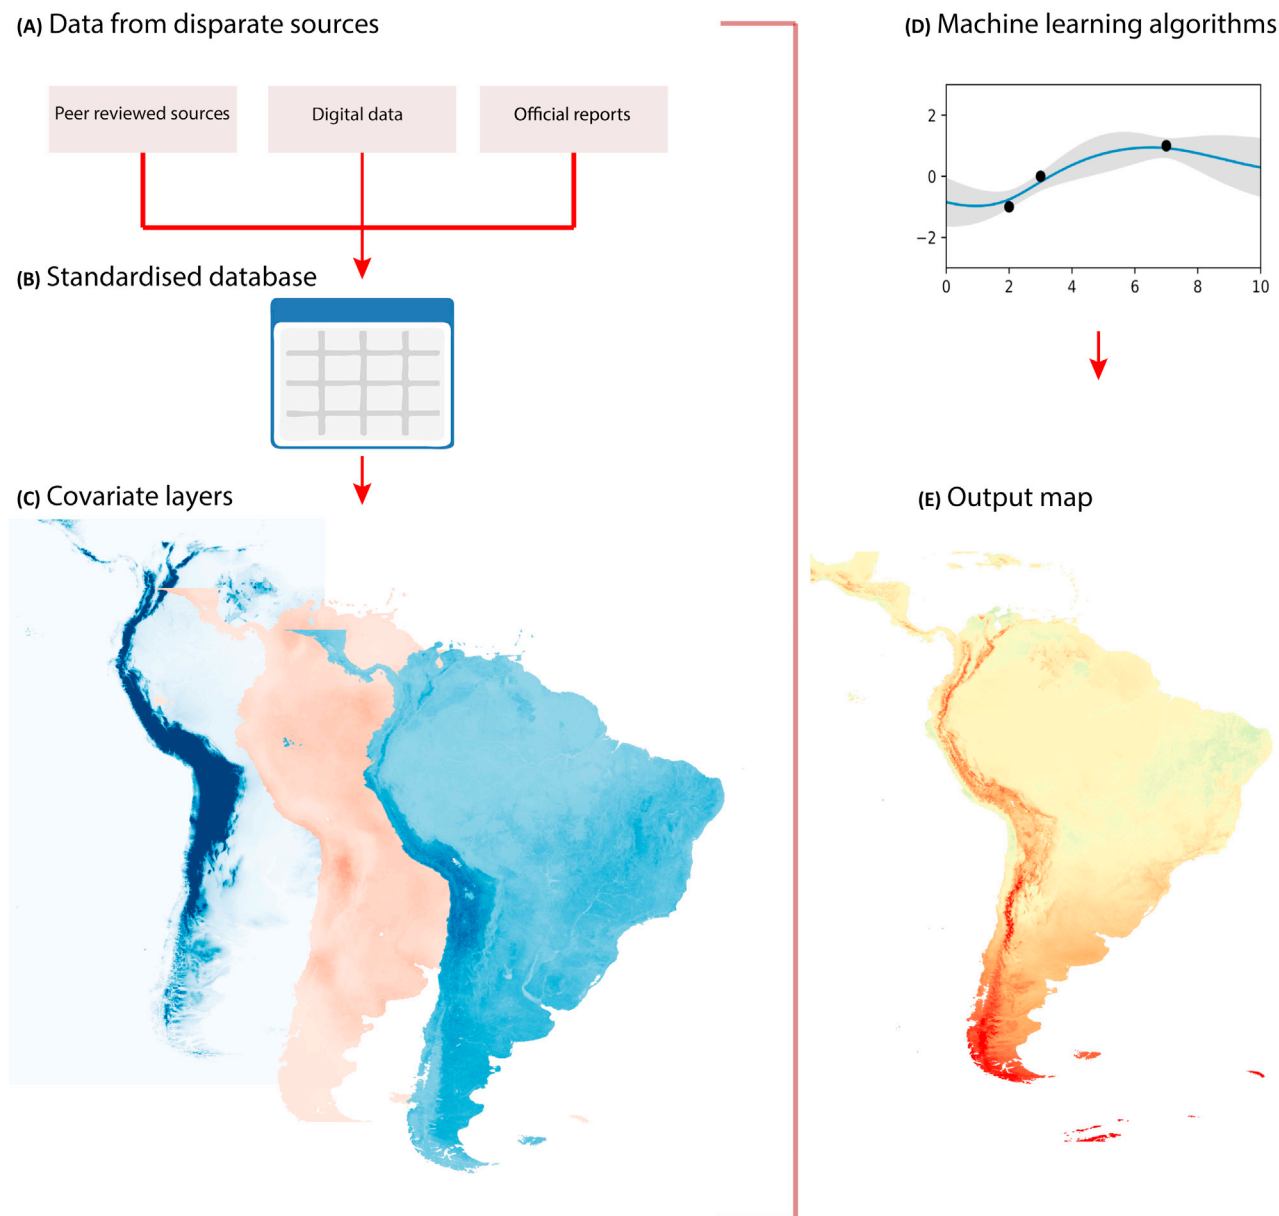 (A) Data from disparate sources
Peer reviewed sources
Digital data
Official reports
(B) Standardised database
(C) Covariate layers
(D) Machine learning algorithms
2
0
−2
0 2 4 6 8 10
(E) Output map